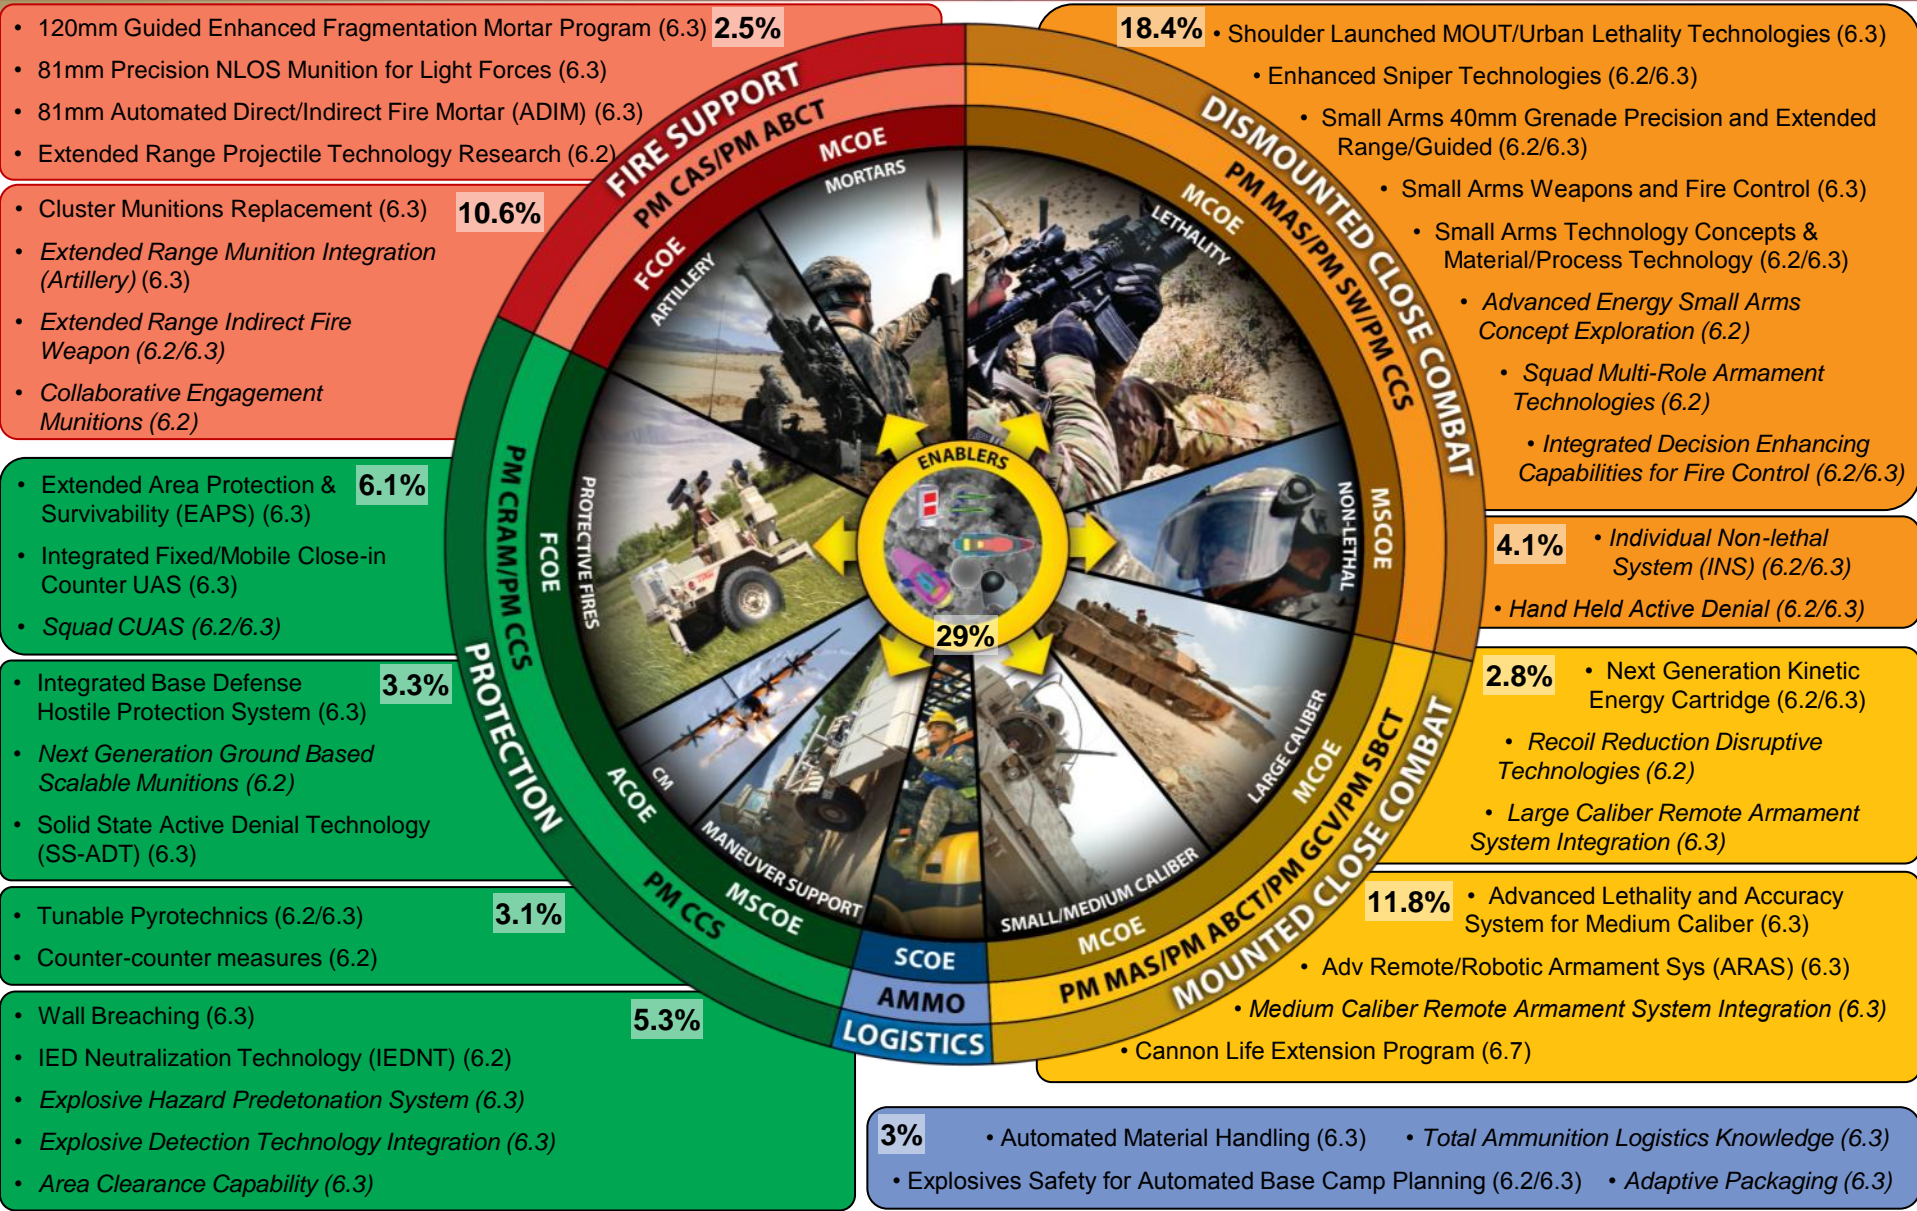 • 120mm Guided Enhanced Fragmentation Mortar Program (6.3) 2.5%
• 81mm Precision NLOS Munition for Light Forces (6.3)
• 81mm Automated Direct/Indirect Fire Mortar (ADIM) (6.3)
• Extended Range Projectile Technology Research (6.2)
• Cluster Munitions Replacement (6.3) 10.6%
• Extended Range Munition Integration
(Artillery) (6.3)
• Extended Range Indirect Fire
Weapon (6.2/6.3)
• Collaborative Engagement
Munitions (6.2)
• Extended Area Protection & 6.1%
Survivability (EAPS) (6.3)
• Integrated Fixed/Mobile Close-in
Counter UAS (6.3)
• Squad CUAS (6.2/6.3)
• Integrated Base Defense 3.3%
Hostile Protection System (6.3)
• Next Generation Ground Based
Scalable Munitions (6.2)
• Solid State Active Denial Technology
(SS-ADT) (6.3)
• Tunable Pyrotechnics (6.2/6.3) 3.1%
• Counter-counter measures (6.2)
• Wall Breaching (6.3) 5.3%
• IED Neutralization Technology (IEDNT) (6.2)
• Explosive Hazard Predetonation System (6.3)
• Explosive Detection Technology Integration (6.3)
• Area Clearance Capability (6.3)
FIRE SUPPORT
PM CAS/PM ABCT
MCOE
MORTARS
FCOE
ARTILLERY
DISMOUNTED CLOSE COMBAT
PM MAS/PM SW/PM CCS
MCOE
LETHALITY
MSCOE
NON-LETHAL
PROTECTION
PM CRAM/PM CCS
FCOE
PROTECTIVE FIRES
ACOE
CM
PM CCS
MSCOE
MANEUVER SUPPORT
ENABLERS
29%
LARGE CALIBER
MCOE
SMALL/MEDIUM CALIBER
MCOE
PM MAS/PM ABCT/PM GCV/PM SBCT
MOUNTED CLOSE COMBAT
SCOE
AMMO
LOGISTICS
18.4% • Shoulder Launched MOUT/Urban Lethality Technologies (6.3)
• Enhanced Sniper Technologies (6.2/6.3)
• Small Arms 40mm Grenade Precision and Extended
Range/Guided (6.2/6.3)
• Small Arms Weapons and Fire Control (6.3)
• Small Arms Technology Concepts &
Material/Process Technology (6.2/6.3)
• Advanced Energy Small Arms
Concept Exploration (6.2)
• Squad Multi-Role Armament
Technologies (6.2)
• Integrated Decision Enhancing
Capabilities for Fire Control (6.2/6.3)
4.1% • Individual Non-lethal
System (INS) (6.2/6.3)
• Hand Held Active Denial (6.2/6.3)
2.8% • Next Generation Kinetic
Energy Cartridge (6.2/6.3)
• Recoil Reduction Disruptive
Technologies (6.2)
• Large Caliber Remote Armament
System Integration (6.3)
11.8% • Advanced Lethality and Accuracy
System for Medium Caliber (6.3)
• Adv Remote/Robotic Armament Sys (ARAS) (6.3)
• Medium Caliber Remote Armament System Integration (6.3)
• Cannon Life Extension Program (6.7)
3% • Automated Material Handling (6.3) • Total Ammunition Logistics Knowledge (6.3)
• Explosives Safety for Automated Base Camp Planning (6.2/6.3) • Adaptive Packaging (6.3)